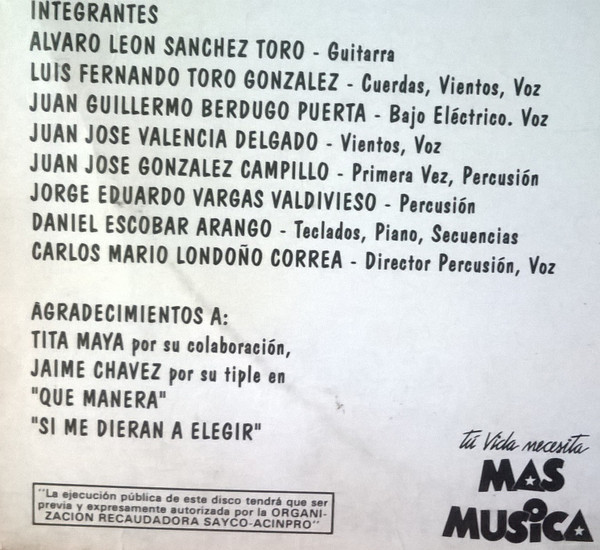 INTEGRANTES
ALVARO LEON SANCHEZ TORO - Guitarra
LUIS FERNANDO TORO GONZALEZ - Cuerdas, Vientos, Voz
JUAN GUILLERMO BERDUGO PUERTA - Bajo Eléctrico. Voz
JUAN JOSE VALENCIA DELGADO - Vientos, Voz
JUAN JOSE GONZALEZ CAMPILLO - Primera Vez, Percusión
JORGE EDUARDO VARGAS VALDIVIESO - Percusión
DANIEL ESCOBAR ARANGO - Teclados, Piano, Secuencias
CARLOS MARIO LONDOÑO CORREA - Director Percusión, Voz
AGRADECIMIENTOS A:
TITA MAYA por su colaboración,
JAIME CHAVEZ por su tiple en
"QUE MANERA"
"SI ME DIERAN A ELEGIR"
"La ejecución pública de este disco tendrá que ser
previa y expresamente autorizada por la ORGANI-
ZACIÓN RECAUDADORA SAYCO-ACINPRO"
tú Vida necesita
MAS
MUSICA